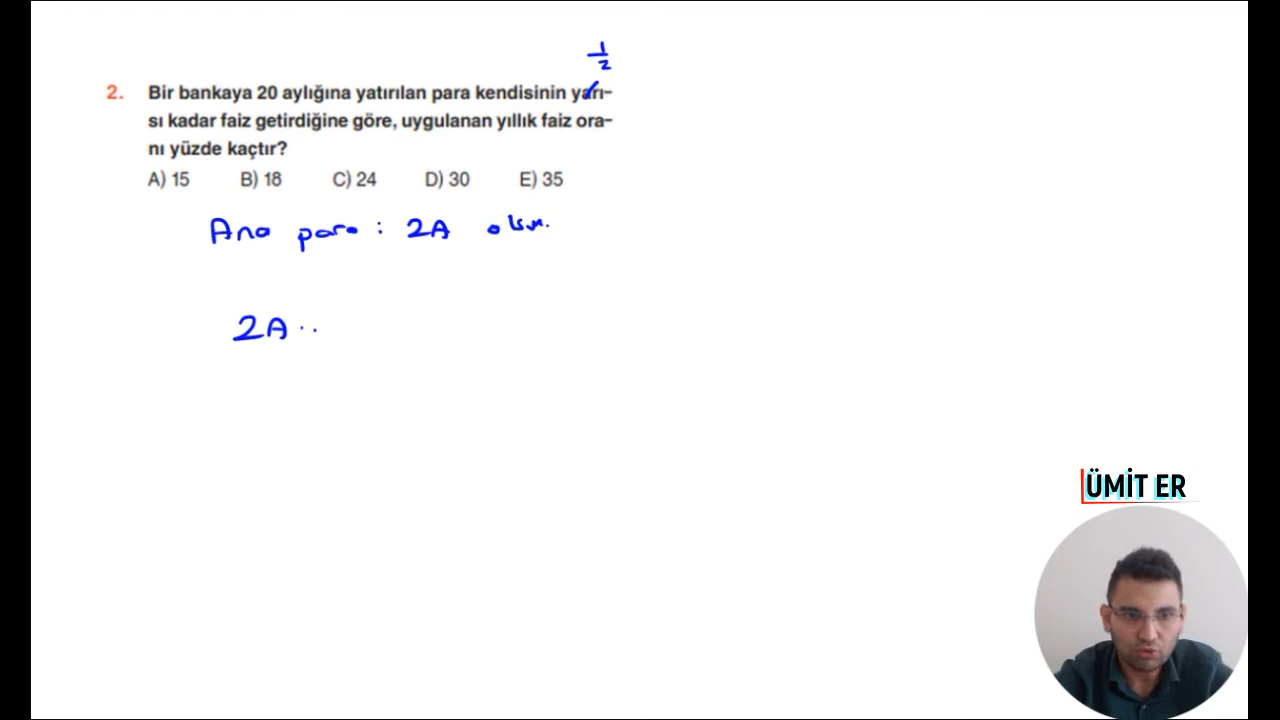 1/2
2. Bir bankaya 20 aylığına yatırılan para kendisinin yarı-
sı kadar faiz getirdiğine göre, uygulanan yıllık faiz ora-
nı yüzde kaçtır?
A) 15 B) 18 C) 24 D) 30 E) 35
Ana para : 2A olsun.
2A ..
ÜMİT ER